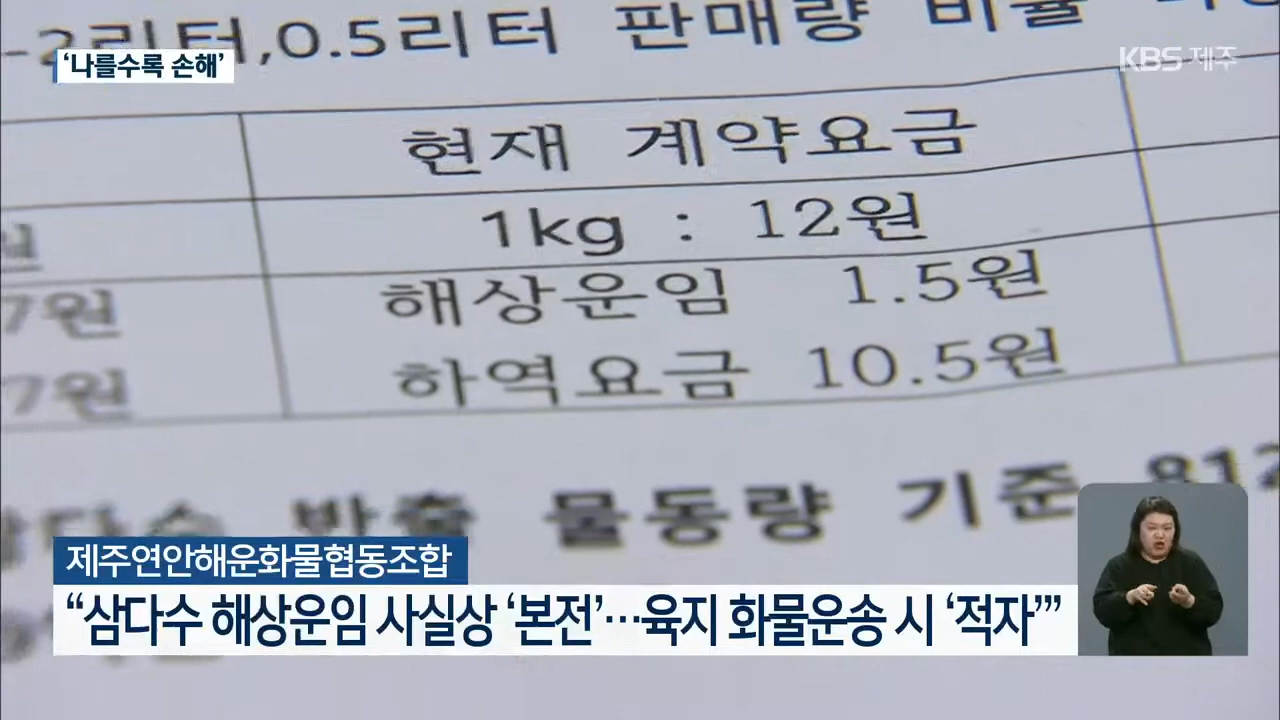 -2리터,0.5리터 판매량 비율
'나를수록 손해'
KBS 제주
현재 계약요금
1kg : 12원
해상운임 1.5원
7원
하역요금 10.5원
7원
물동량 기준 812
제주연안해운화물협동조합
“삼다수 해상운임 사실상 ‘본전’…육지 화물운송 시 ‘적자’”